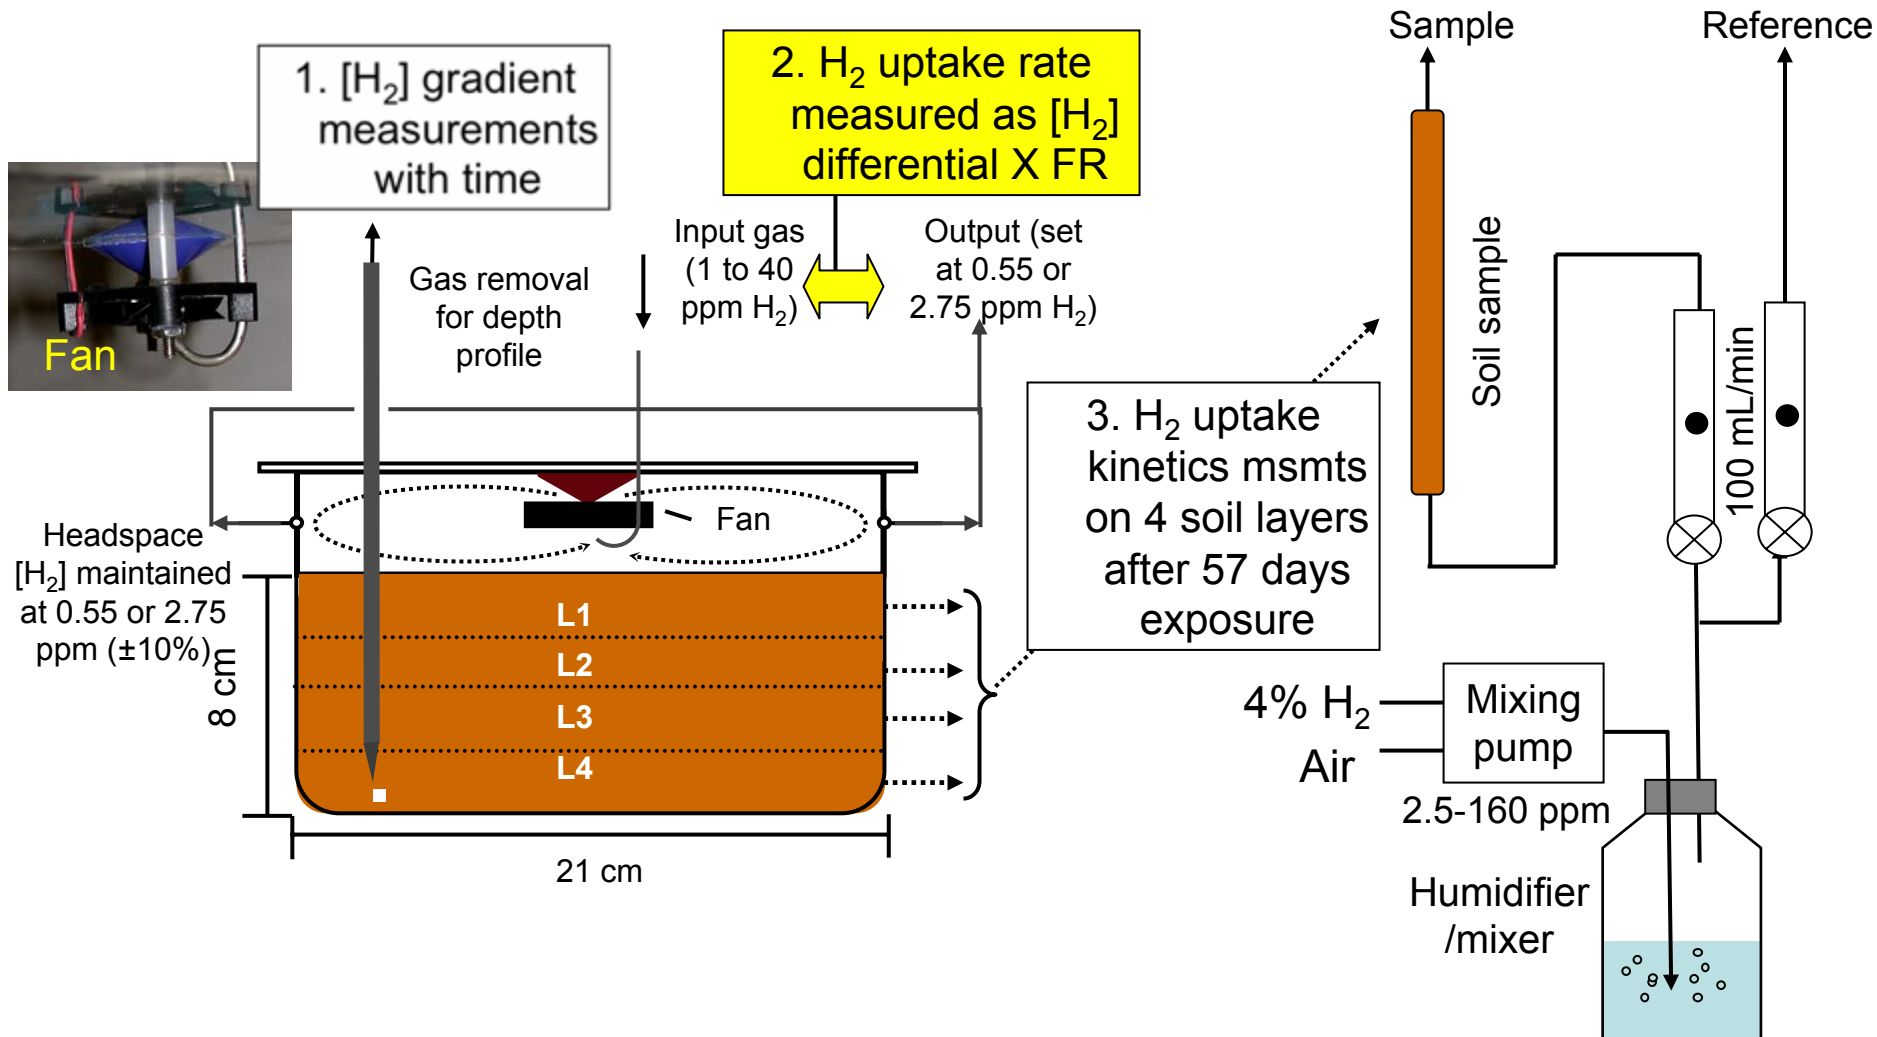 Sample
Reference
1. [H₂] gradient
measurements
with time
2. H₂ uptake rate
measured as [H₂]
differential X FR
Fan
Gas removal
for depth
profile
Input gas
(1 to 40
ppm H₂)
Output (set
at 0.55 or
2.75 ppm H₂)
Soil sample
100 mL/min
3. H₂ uptake
kinetics msmts
on 4 soil layers
after 57 days
exposure
Fan
Headspace
[H₂] maintained
at 0.55 or 2.75
ppm (±10%)
8 cm
L1
L2
L3
L4
21 cm
4% H₂
Air
Mixing
pump
2.5-160 ppm
Humidifier
/mixer